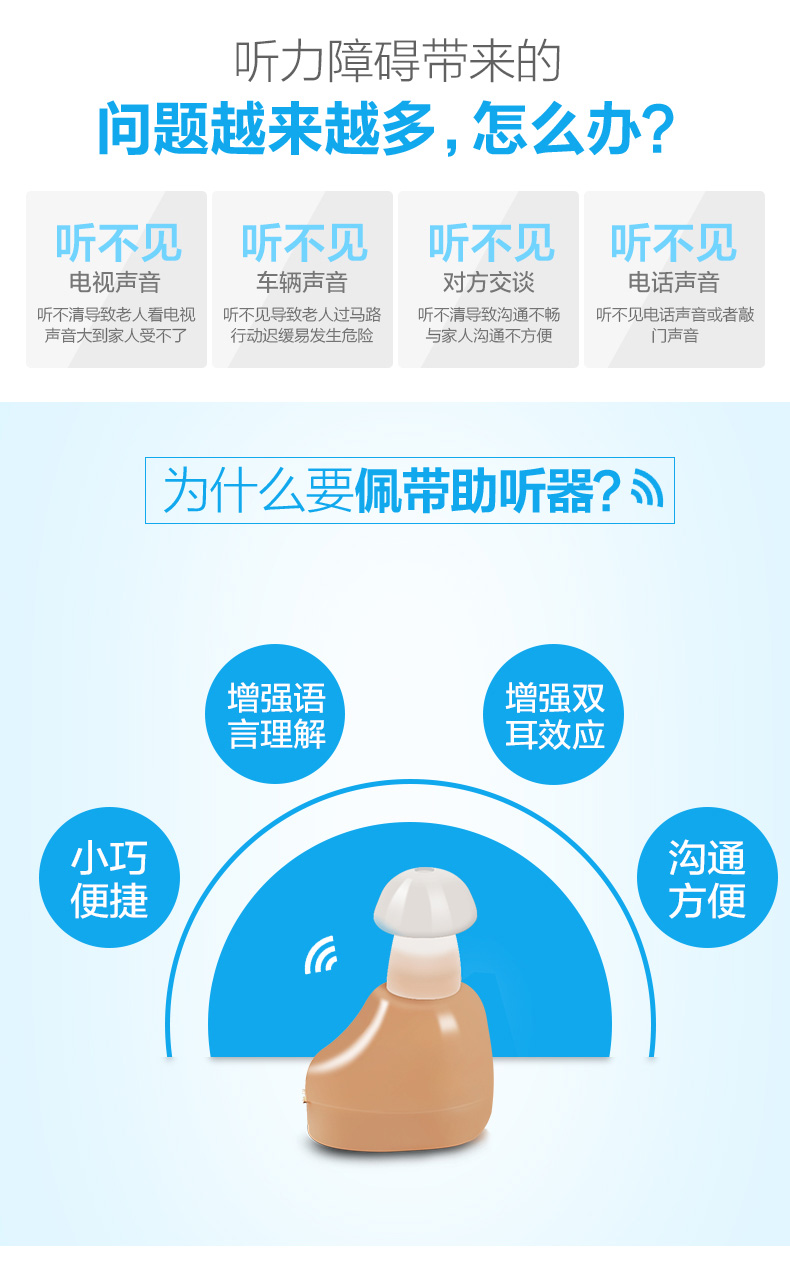 听力障碍带来的
问题越来越多,怎么办?
听不见
电视声音
听不清导致老人看电视
声音大到家人受不了
听不见
车辆声音
听不见导致老人过马路
行动迟缓易发生危险
听不见
对方交谈
听不清导致沟通不畅
与家人沟通不方便
听不见
电话声音
听不见电话声音或者敲
门声音
为什么要佩带助听器?
增强语
言理解
增强双
耳效应
小巧
便捷
沟通
方便